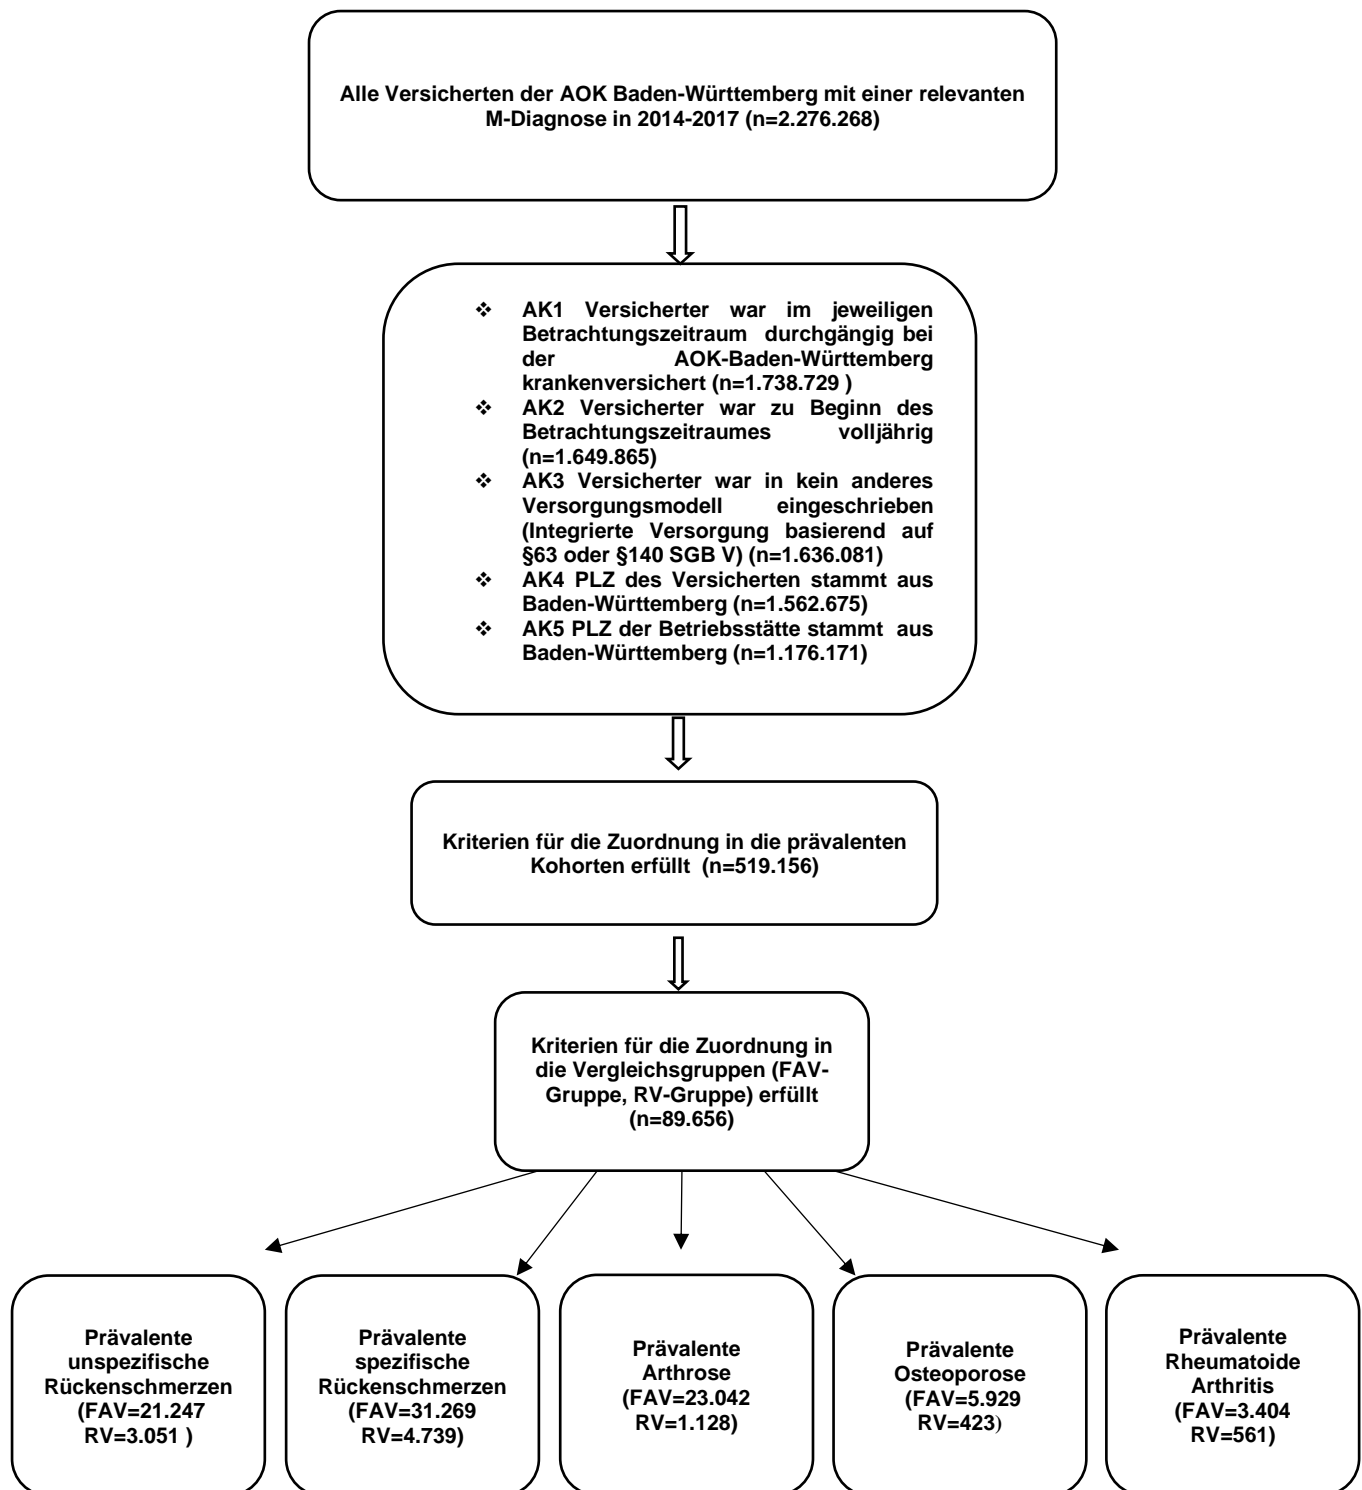 Alle Versicherten der AOK Baden-Württemberg mit einer relevanten
M-Diagnose in 2014-2017 (n=2.276.268)
❖ AK1 Versicherter war im jeweiligen
Betrachtungszeitraum durchgängig bei
der AOK-Baden-Württemberg
krankenversichert (n=1.738.729 )
❖ AK2 Versicherter war zu Beginn des
Betrachtungszeitraumes volljährig
(n=1.649.865)
❖ AK3 Versicherter war in kein anderes
Versorgungsmodell eingeschrieben
(Integrierte Versorgung basierend auf
§63 oder §140 SGB V) (n=1.636.081)
❖ AK4 PLZ des Versicherten stammt aus
Baden-Württemberg (n=1.562.675)
❖ AK5 PLZ der Betriebsstätte stammt aus
Baden-Württemberg (n=1.176.171)
Kriterien für die Zuordnung in die prävalenten
Kohorten erfüllt (n=519.156)
Kriterien für die Zuordnung in
die Vergleichsgruppen (FAV-
Gruppe, RV-Gruppe) erfüllt
(n=89.656)
Prävalente
unspezifische
Rückenschmerzen
(FAV=21.247
RV=3.051 )
Prävalente
spezifische
Rückenschmerzen
(FAV=31.269
RV=4.739)
Prävalente
Arthrose
(FAV=23.042
RV=1.128)
Prävalente
Osteoporose
(FAV=5.929
RV=423)
Prävalente
Rheumatoide
Arthritis
(FAV=3.404
RV=561)